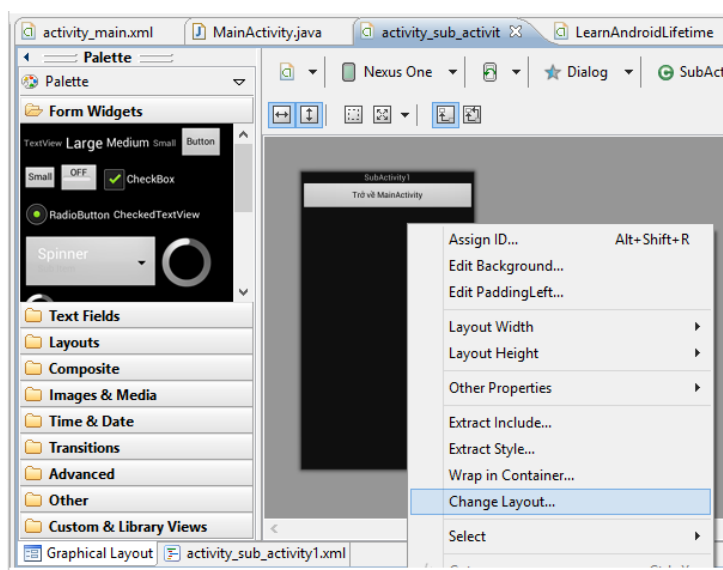 activity_main.xml MainActivity.java activity_sub_activit LearnAndroidLifetime
Palette
Palette
Nexus One Dialog SubAct
Form Widgets
TextView Large Medium Small Button
Small OFF CheckBox
RadioButton CheckedTextView
Spinner
Text Fields
Layouts
Composite
Images & Media
Time & Date
Transitions
Advanced
Other
Custom & Library Views
Graphical Layout activity_sub_activity1.xml
SubActivity1
Trở về MainActivity
Assign ID... Alt+Shift+R
Edit Background...
Edit PaddingLeft...
Layout Width
Layout Height
Other Properties
Extract Include...
Extract Style...
Wrap in Container...
Change Layout...
Select